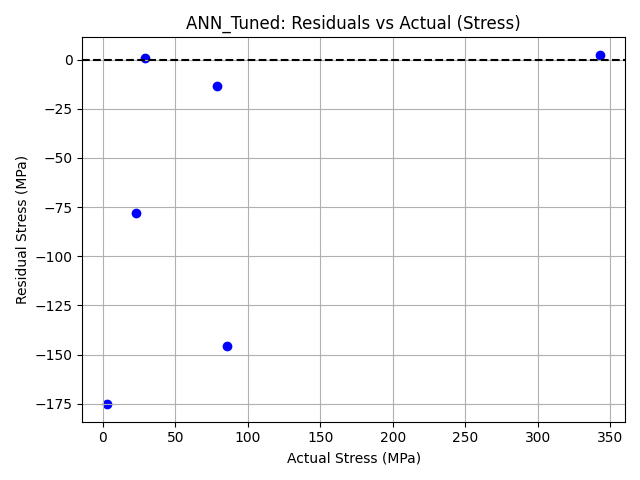 ANN_Tuned: Residuals vs Actual (Stress)
0
−25
−50
−75
−100
−125
−150
−175
Residual Stress (MPa)
0 50 100 150 200 250 300 350
Actual Stress (MPa)